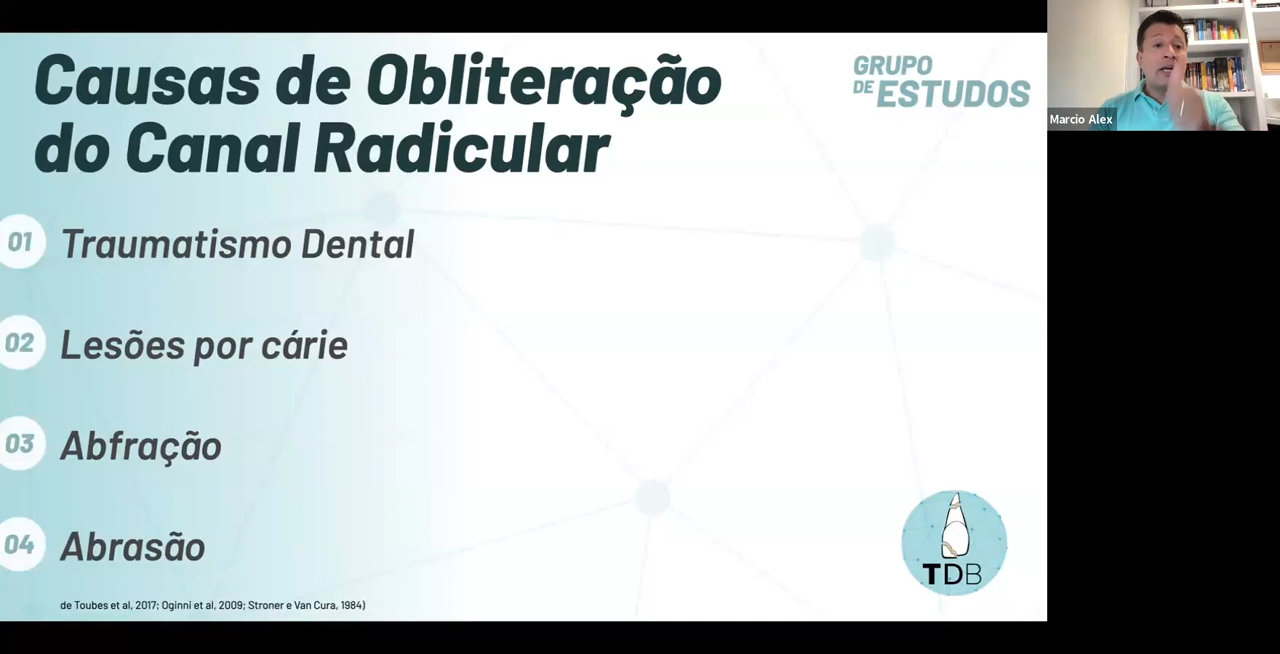 Causas de Obliteração
do Canal Radicular
GRUPO
DE ESTUDOS
Marcio Alex
01 Traumatismo Dental
02 Lesões por cárie
03 Abfração
04 Abrasão
TDB
de Toubes et al, 2017; Oginni et al, 2009; Stroner e Van Cura, 1984)